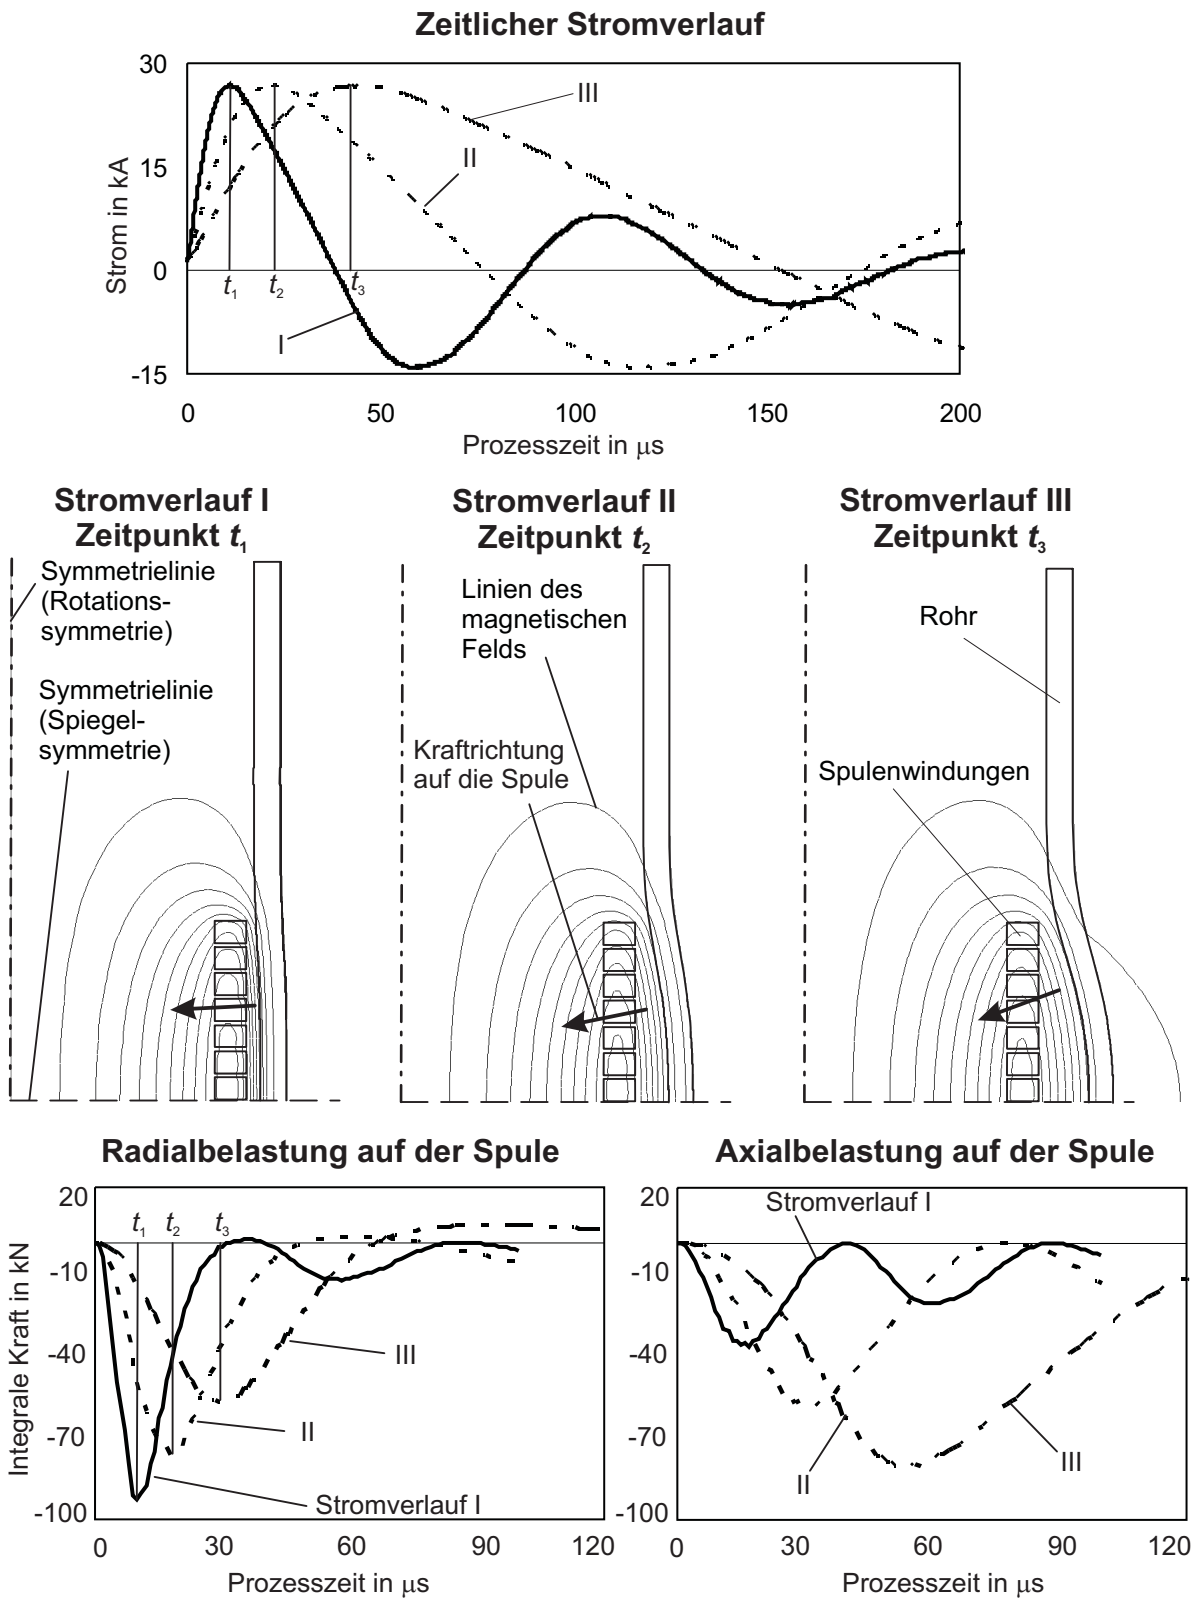 Zeitlicher Stromverlauf
30
15
0
-15
Strom in kA
t1
t2
t3
I
II
III
0 50 100 150 200
Prozesszeit in μs
Stromverlauf I
Zeitpunkt t1
Symmetrielinie
(Rotations-
symmetrie)
Symmetrielinie
(Spiegel-
symmetrie)
Stromverlauf II
Zeitpunkt t2
Linien des
magnetischen
Felds
Kraftrichtung
auf die Spule
Stromverlauf III
Zeitpunkt t3
Rohr
Spulenwindungen
Radialbelastung auf der Spule
20
-10
-40
-70
-100
Integrale Kraft in kN
t1
t2
t3
III
II
Stromverlauf I
0 30 60 90 120
Prozesszeit in μs
Axialbelastung auf der Spule
20
-10
-40
-70
-100
Stromverlauf I
II
III
0 30 60 90 120
Prozesszeit in μs